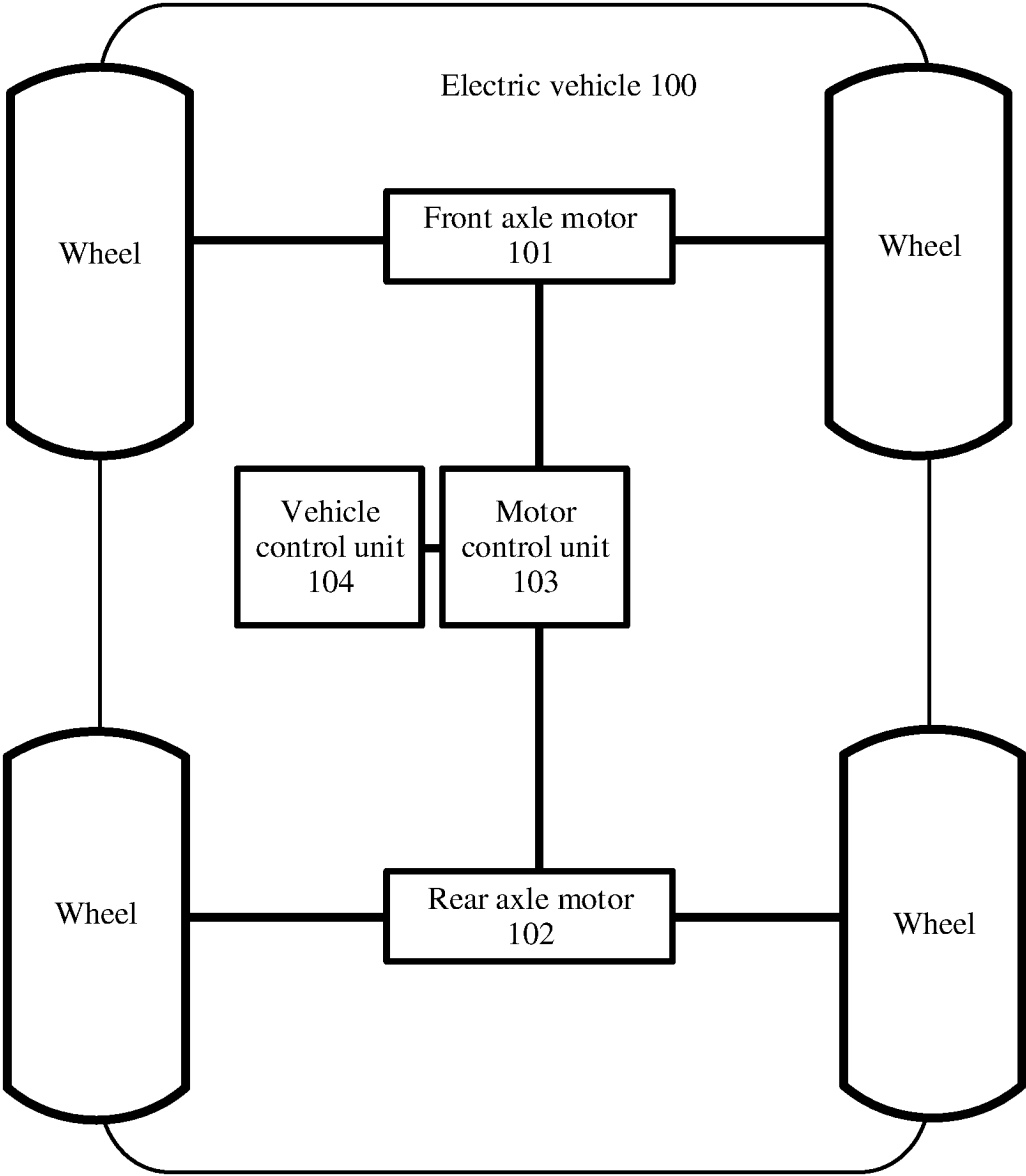 Electric vehicle 100
Wheel
Front axle motor
101
Wheel
Vehicle
control unit
104
Motor
control unit
103
Wheel
Rear axle motor
102
Wheel